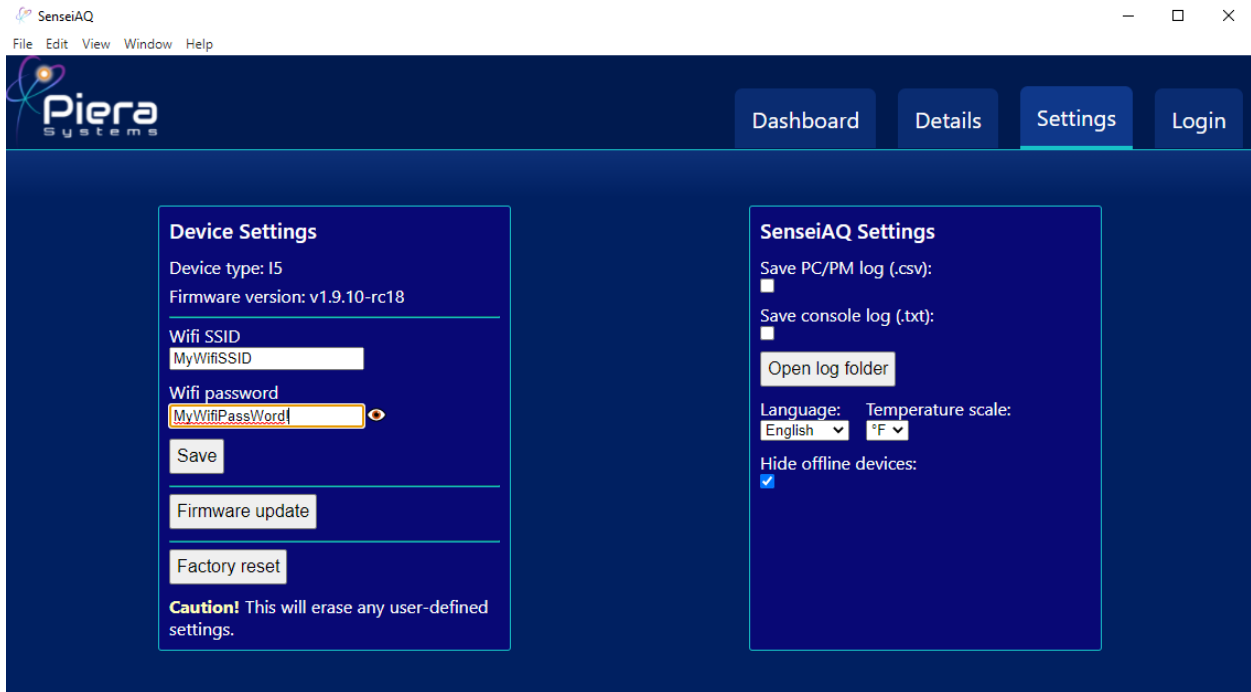 SenseiAQ
File Edit View Window Help
Piera
Systems
Dashboard Details Settings Login
Device Settings
Device type: I5
Firmware version: v1.9.10-rc18
Wifi SSID
MyWifiSSID
Wifi password
MyWifiPassWord!
Save
Firmware update
Factory reset
Caution! This will erase any user-defined
settings.
SenseiAQ Settings
Save PC/PM log (.csv):
Save console log (.txt):
Open log folder
Language: Temperature scale:
English °F
Hide offline devices: